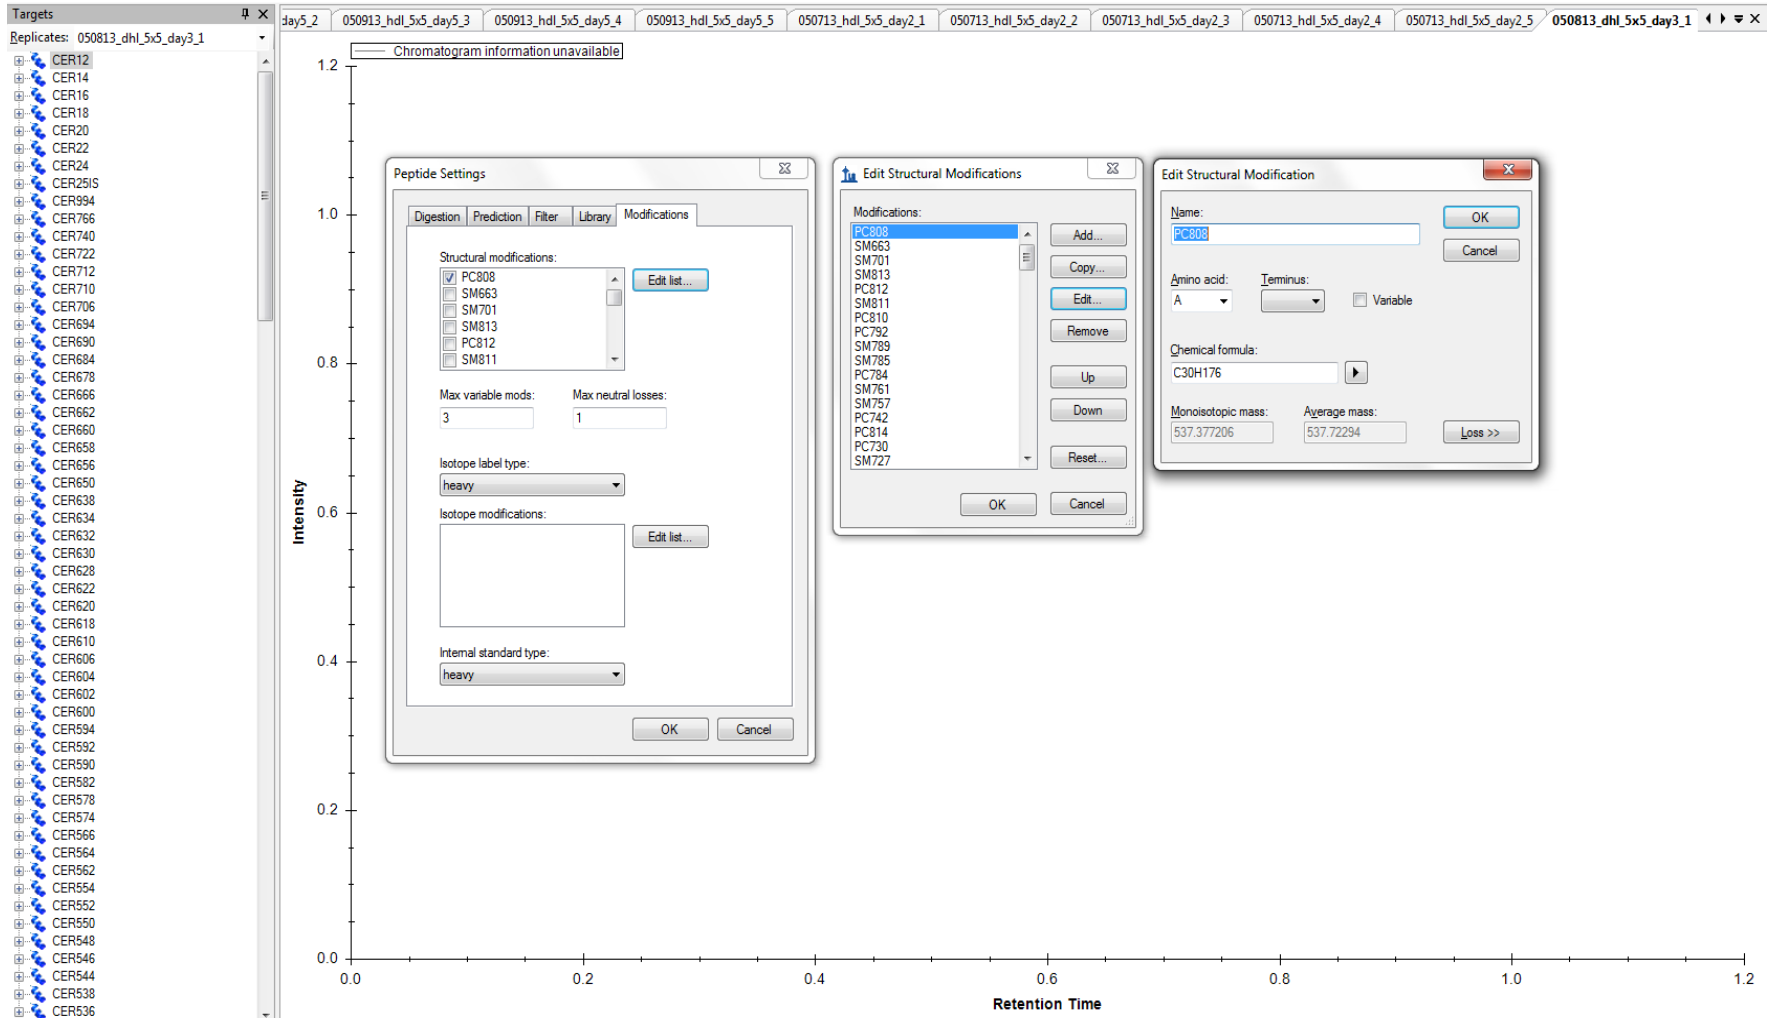 Targets
Replicates: 050813_dhl_5x5_day3_1
CER12
CER14
CER16
CER18
CER20
CER22
CER24
CER25IS
CER994
CER766
CER740
CER722
CER712
CER710
CER706
CER694
CER690
CER684
CER678
CER666
CER662
CER660
CER658
CER656
CER650
CER638
CER634
CER632
CER630
CER628
CER622
CER620
CER618
CER610
CER606
CER604
CER602
CER600
CER594
CER592
CER590
CER582
CER578
CER574
CER566
CER564
CER562
CER554
CER552
CER550
CER548
CER546
CER544
CER538
CER536
day5_2 050913_hdl_5x5_day5_3 050913_hdl_5x5_day5_4 050913_hdl_5x5_day5_5 050713_hdl_5x5_day2_1 050713_hdl_5x5_day2_2 050713_hdl_5x5_day2_3 050713_hdl_5x5_day2_4 050713_hdl_5x5_day2_5 050813_dhl_5x5_day3_1
Chromatogram information unavailable
1.2
1.0
0.8
0.6
0.4
0.2
0.0
Intensity
0.0 0.2 0.4 0.6 0.8 1.0 1.2
Retention Time
Peptide Settings
Digestion Prediction Filter Library Modifications
Structural modifications:
PC808
SM663
SM701
SM813
PC812
SM811
Edit list...
Max variable mods: Max neutral losses:
3 1
Isotope label type:
heavy
Isotope modifications:
Edit list...
Internal standard type:
heavy
OK Cancel
Edit Structural Modifications
Modifications:
PC808
SM663
SM701
SM813
PC812
SM811
PC810
PC792
SM789
SM785
PC784
SM761
SM757
PC742
PC814
PC730
SM727
Add...
Copy...
Edit...
Remove
Up
Down
Reset...
OK Cancel
Edit Structural Modification
Name:
PC808
OK
Cancel
Amino acid: Terminus:
A
Variable
Chemical formula:
C30H176
Monoisotopic mass: Average mass:
537.377206 537.72294
Loss >>